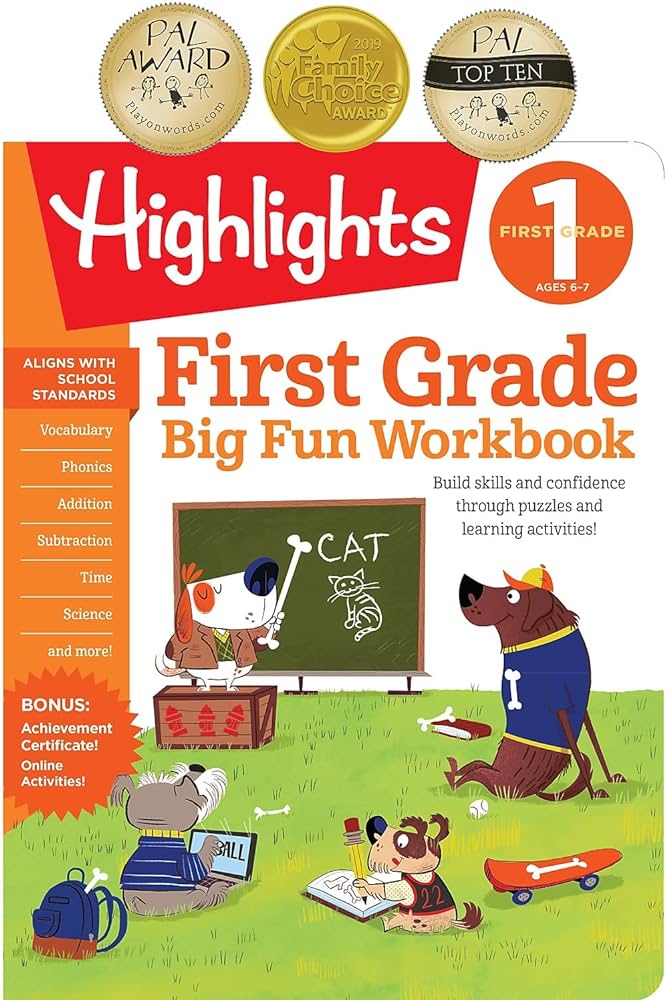 PAL
AWARD
Playonwords.com
2019
Family
Choice
AWARD
PAL
TOP TEN
Playonwords.com
Highlights
1
FIRST GRADE
AGES 6–7
ALIGNS WITH
SCHOOL
STANDARDS
Vocabulary
Phonics
Addition
Subtraction
Time
Science
and more!
First Grade
Big Fun Workbook
Build skills and confidence
through puzzles and
learning activities!
CAT
BONUS:
Achievement
Certificate!
Online
Activities!
BALL
22